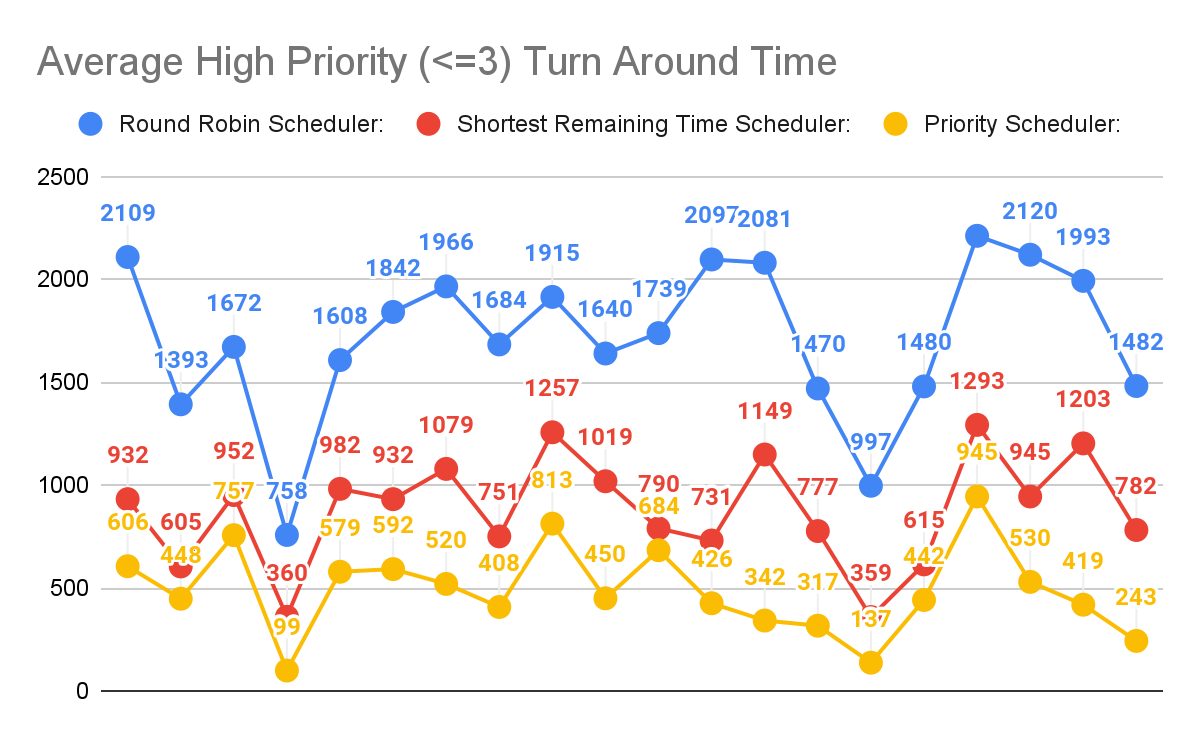 Average High Priority (<=3) Turn Around Time
Round Robin Scheduler: Shortest Remaining Time Scheduler: Priority Scheduler:
2500
2000
1500
1000
500
0
2109 1393 1672 758 1608 1842 1966 1684 1915 1640 1739 2097 2081 1470 997 1480 2120 1993 1482
932 605 952 360 982 932 1079 751 1257 1019 790 731 1149 777 359 615 1293 945 1203 782
606 448 757 99 579 592 520 408 813 450 684 426 342 317 137 442 945 530 419 243